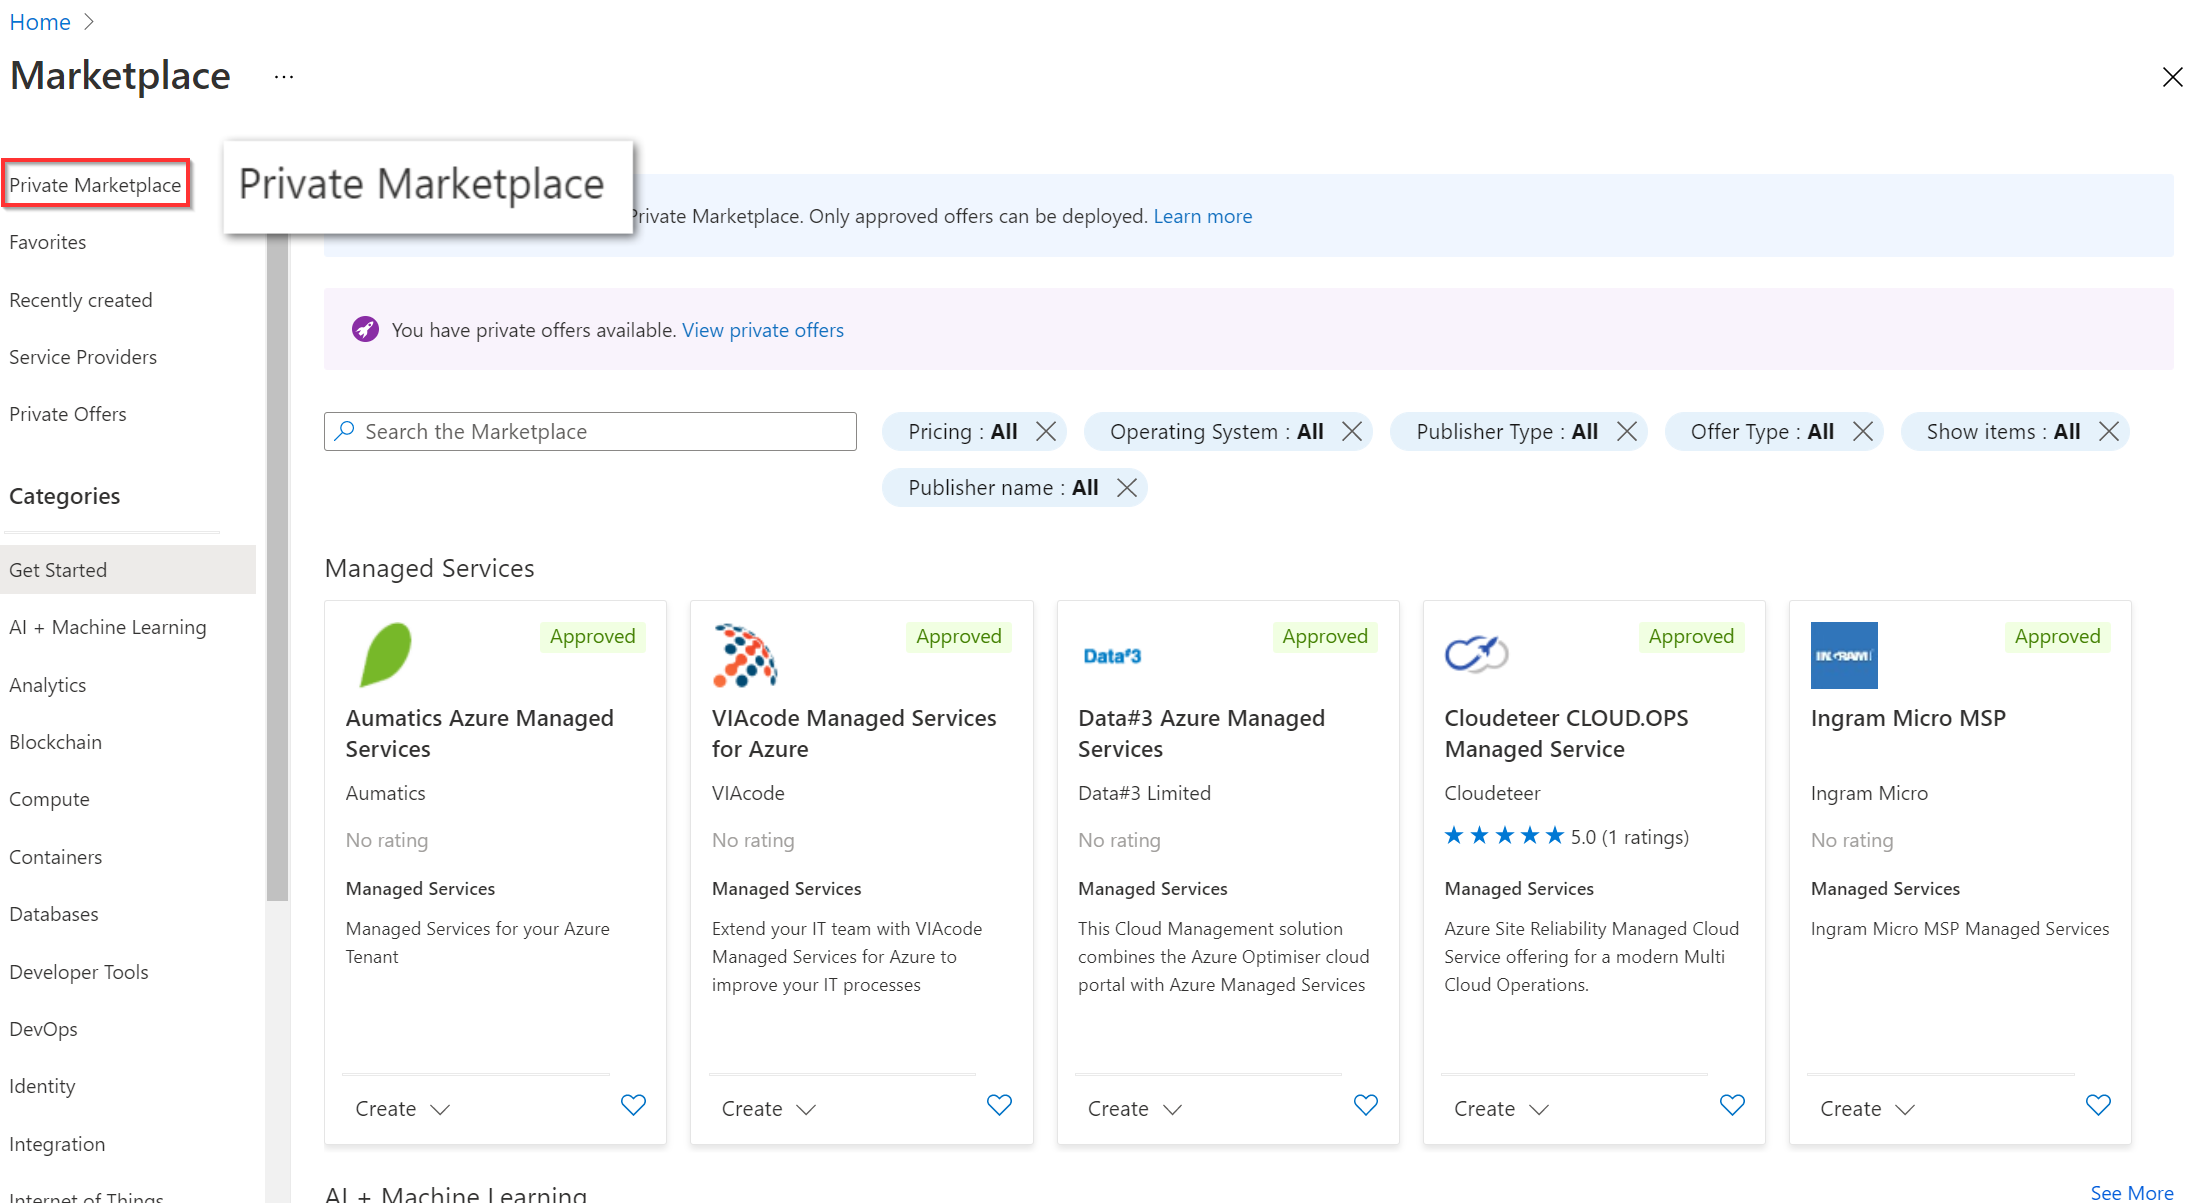 Home
Marketplace
Private Marketplace
Private Marketplace
Private Marketplace. Only approved offers can be deployed. Learn more
Favorites
Recently created
Service Providers
Private Offers
Categories
Get Started
AI + Machine Learning
Analytics
Blockchain
Compute
Containers
Databases
Developer Tools
DevOps
Identity
Integration
Internet of Things
You have private offers available. View private offers
Search the Marketplace
Pricing : All
Operating System : All
Publisher Type : All
Offer Type : All
Show items : All
Publisher name : All
Managed Services
Approved
Aumatics Azure Managed
Services
Aumatics
No rating
Managed Services
Managed Services for your Azure
Tenant
Create
Approved
VIAcode Managed Services
for Azure
VIAcode
No rating
Managed Services
Extend your IT team with VIAcode
Managed Services for Azure to
improve your IT processes
Create
Data#3
Approved
Data#3 Azure Managed
Services
Data#3 Limited
No rating
Managed Services
This Cloud Management solution
combines the Azure Optimiser cloud
portal with Azure Managed Services
Create
Approved
Cloudeteer CLOUD.OPS
Managed Service
Cloudeteer
5.0 (1 ratings)
Managed Services
Azure Site Reliability Managed Cloud
Service offering for a modern Multi
Cloud Operations.
Create
INGRAM
Approved
Ingram Micro MSP
Ingram Micro
No rating
Managed Services
Ingram Micro MSP Managed Services
Create
AI + Machine Learning
See More